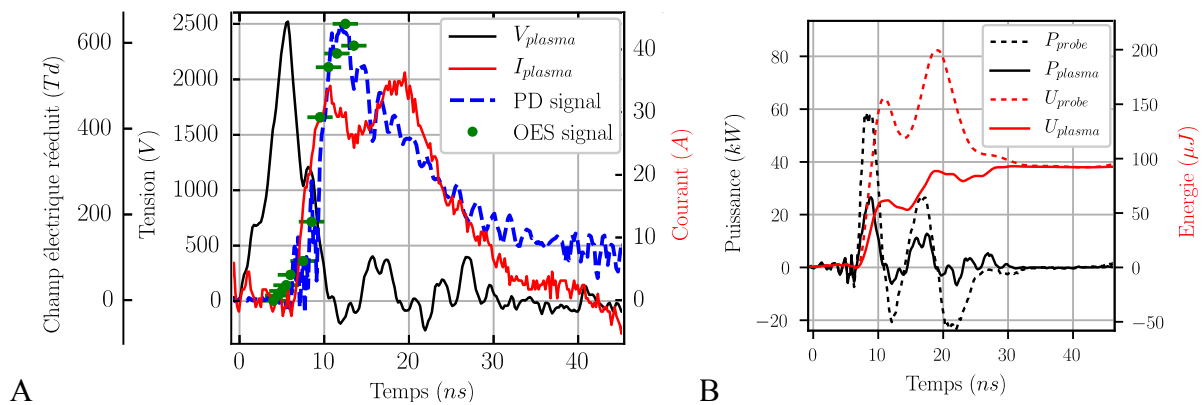 Champ électrique réeduit (Td)
600
400
200
0
Tension (V)
2500
2000
1500
1000
500
0
V_plasma
I_plasma
PD signal
OES signal
40
30
20
10
0
Courant (A)
0 10 20 30 40
Temps (ns)
A
Puissance (kW)
80
60
40
20
0
−20
P_probe
P_plasma
U_probe
U_plasma
200
150
100
50
0
−50
Energie (μJ)
0 10 20 30 40
Temps (ns)
B